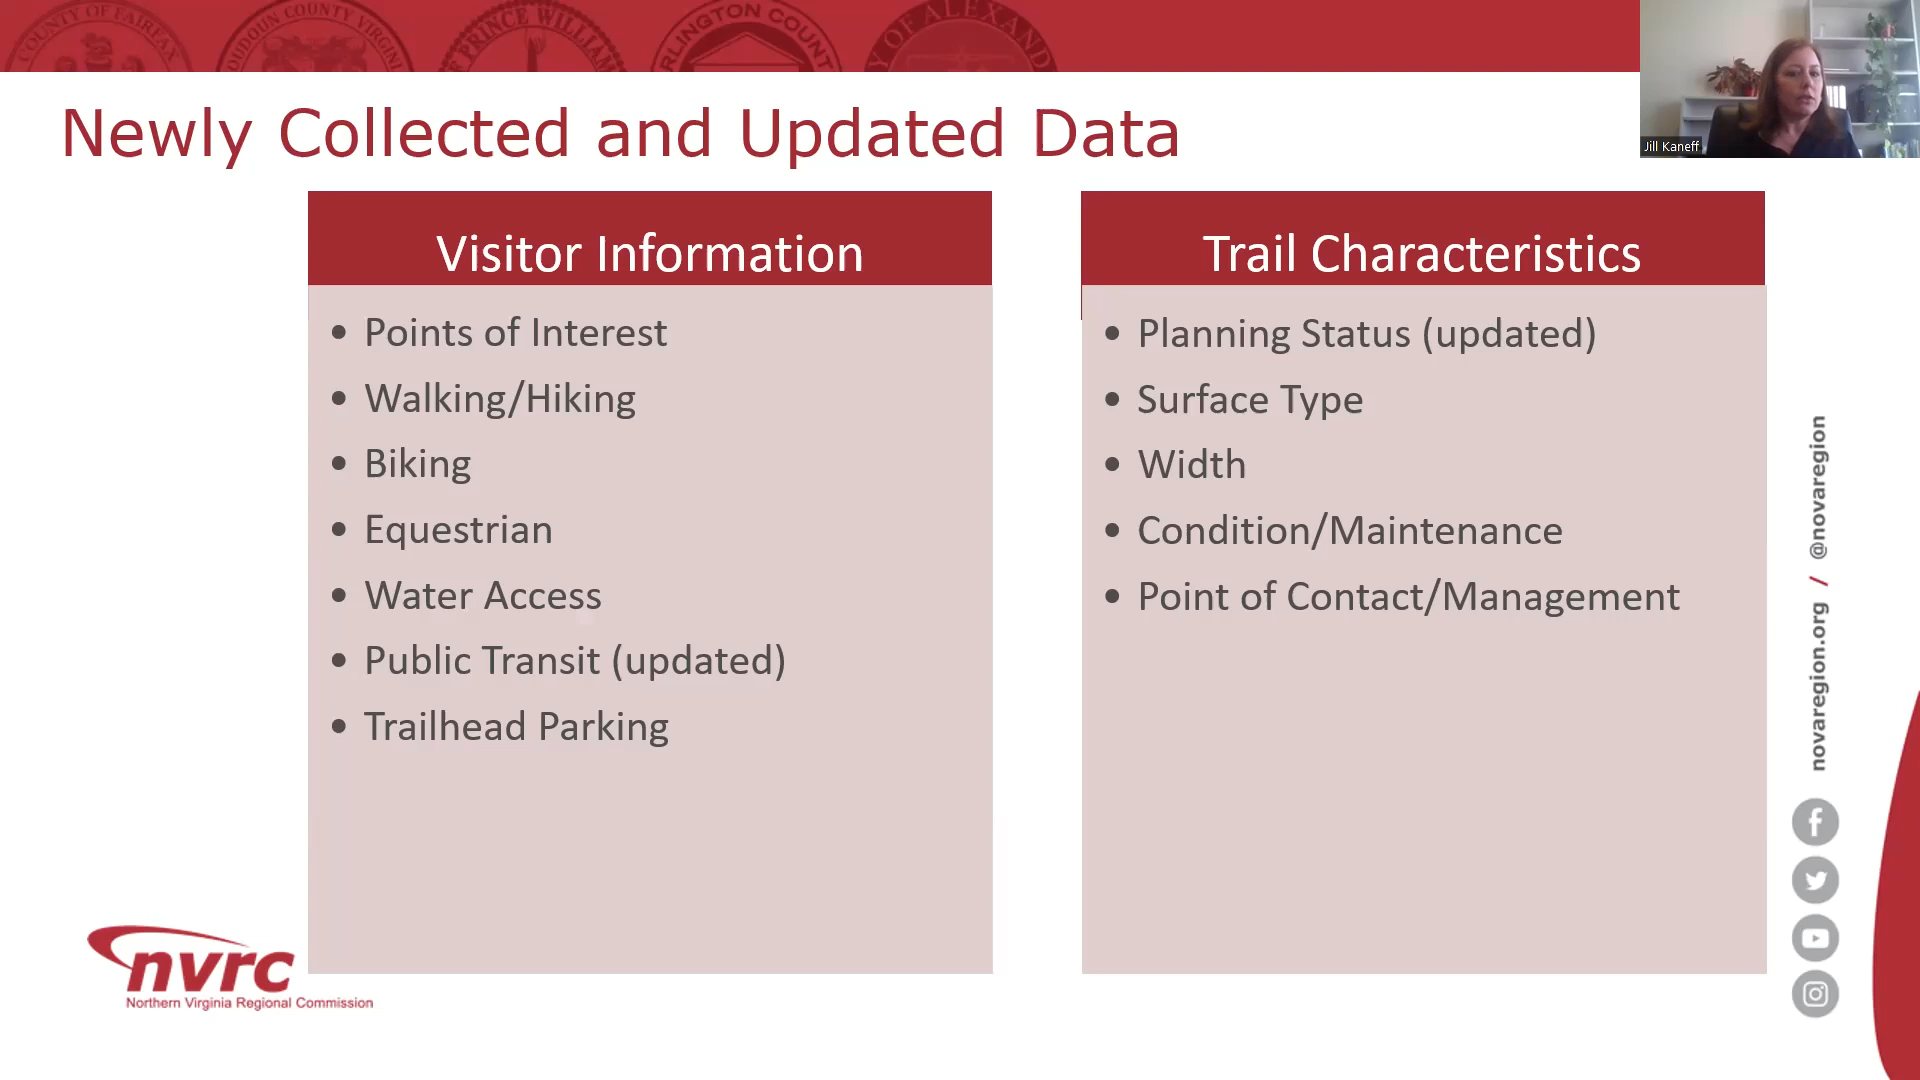 COUNTY OF FAIRFAX
LOUDOUN COUNTY VIRGINIA
PRINCE WILLIAM
ARLINGTON COUNTY
OF ALEXAND
Jill Kaneff
Newly Collected and Updated Data
Visitor Information
• Points of Interest
• Walking/Hiking
• Biking
• Equestrian
• Water Access
• Public Transit (updated)
• Trailhead Parking
Trail Characteristics
• Planning Status (updated)
• Surface Type
• Width
• Condition/Maintenance
• Point of Contact/Management
novaregion.org / @novaregion
nvrc
Northern Virginia Regional Commission